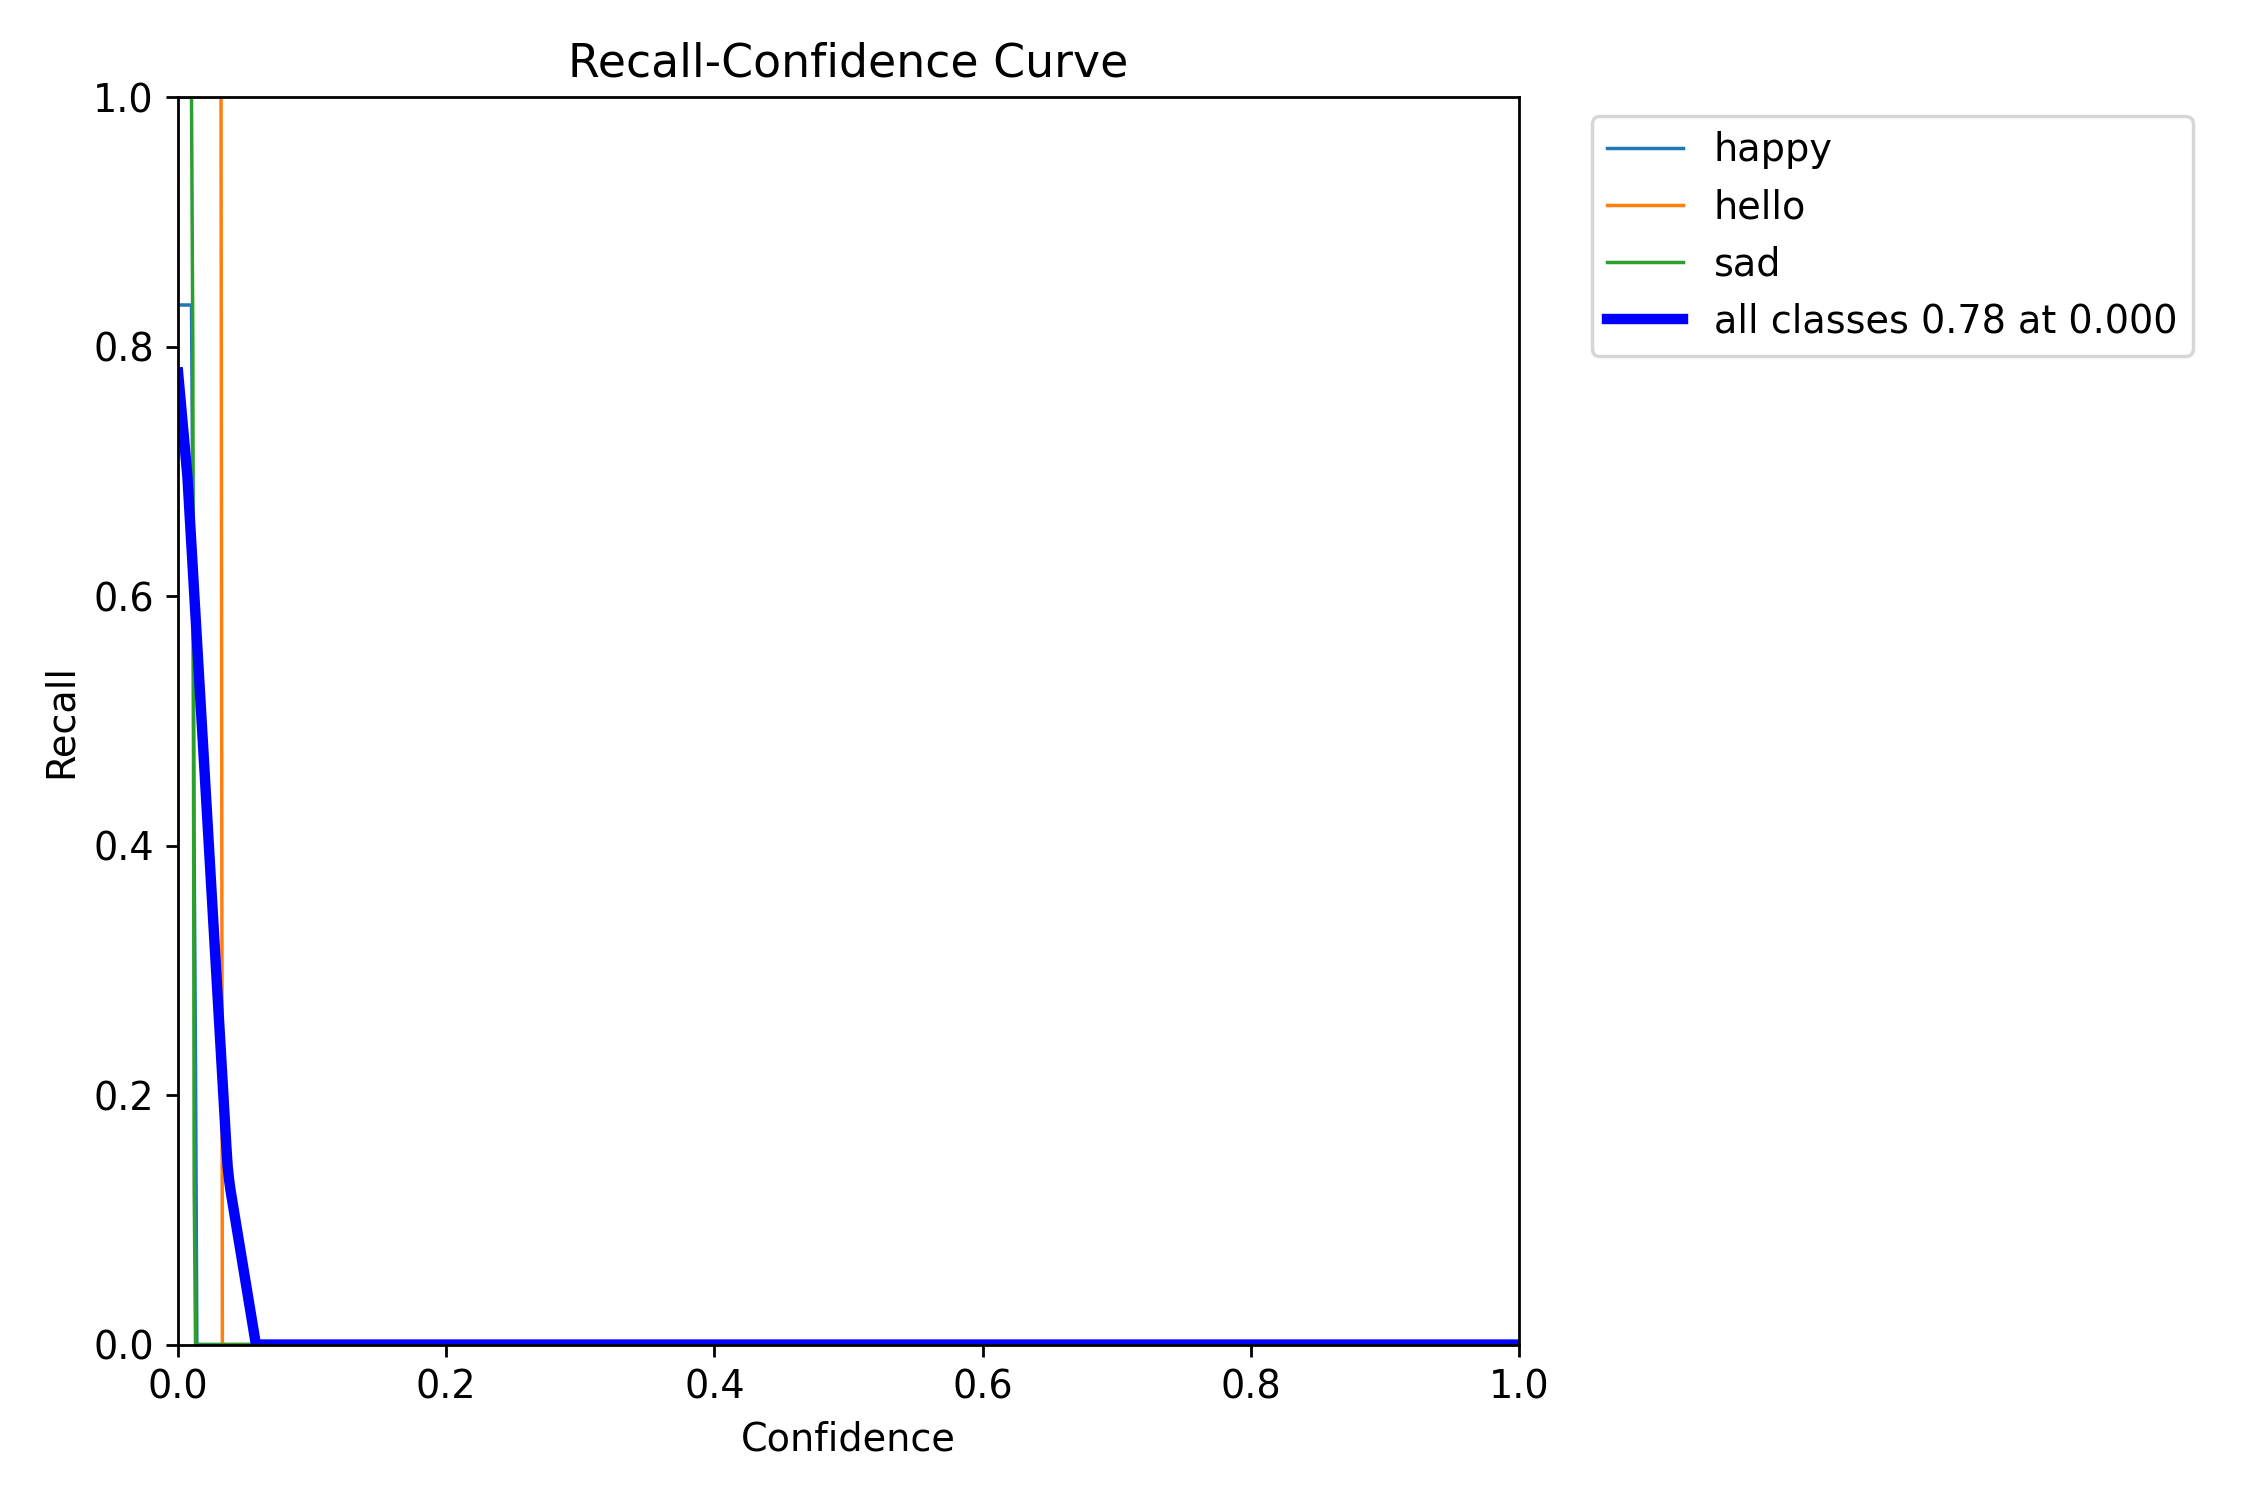 Recall-Confidence Curve
1.0
0.8
0.6
0.4
0.2
0.0
Recall
0.0 0.2 0.4 0.6 0.8 1.0
Confidence
happy
hello
sad
all classes 0.78 at 0.000